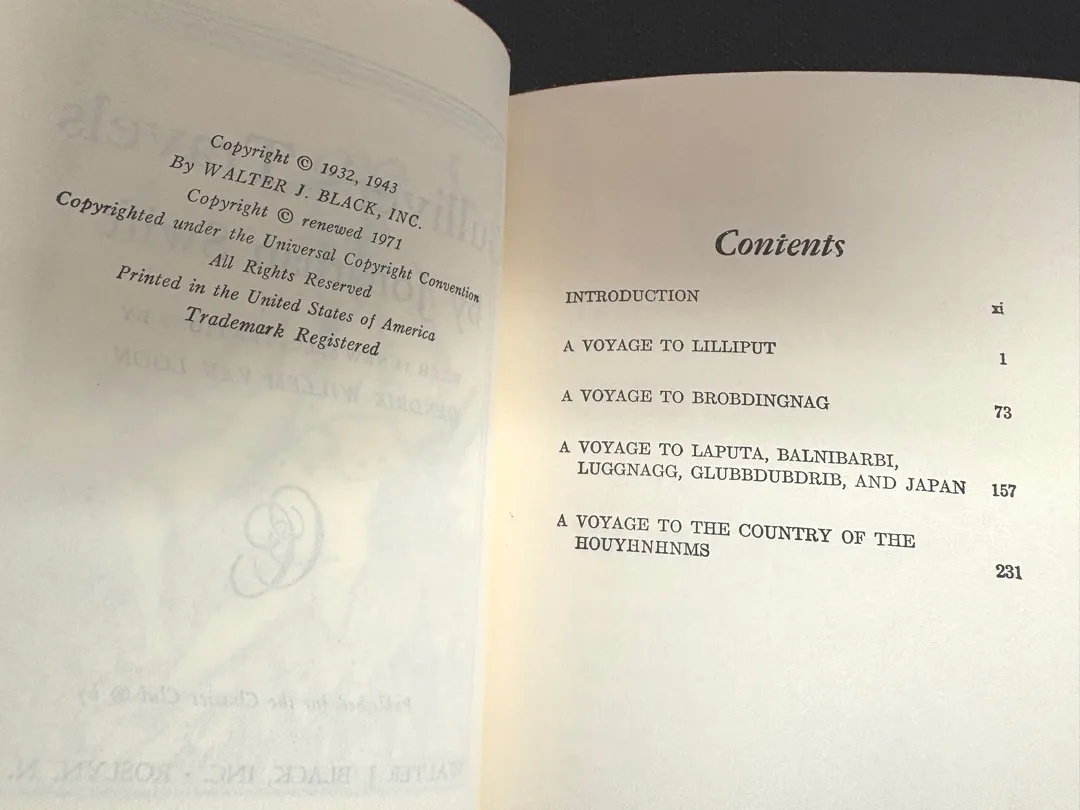 Copyright © 1932, 1943
By WALTER J. BLACK, INC.
Copyright © renewed 1971
Copyrighted under the Universal Copyright Convention
All Rights Reserved
Printed in the United States of America
Trademark Registered
Contents
INTRODUCTION xi
A VOYAGE TO LILLIPUT 1
A VOYAGE TO BROBDINGNAG 73
A VOYAGE TO LAPUTA, BALNIBARBI,
LUGGNAGG, GLUBBDUBDRIB, AND JAPAN 157
A VOYAGE TO THE COUNTRY OF THE
HOUYHNHNMS 231